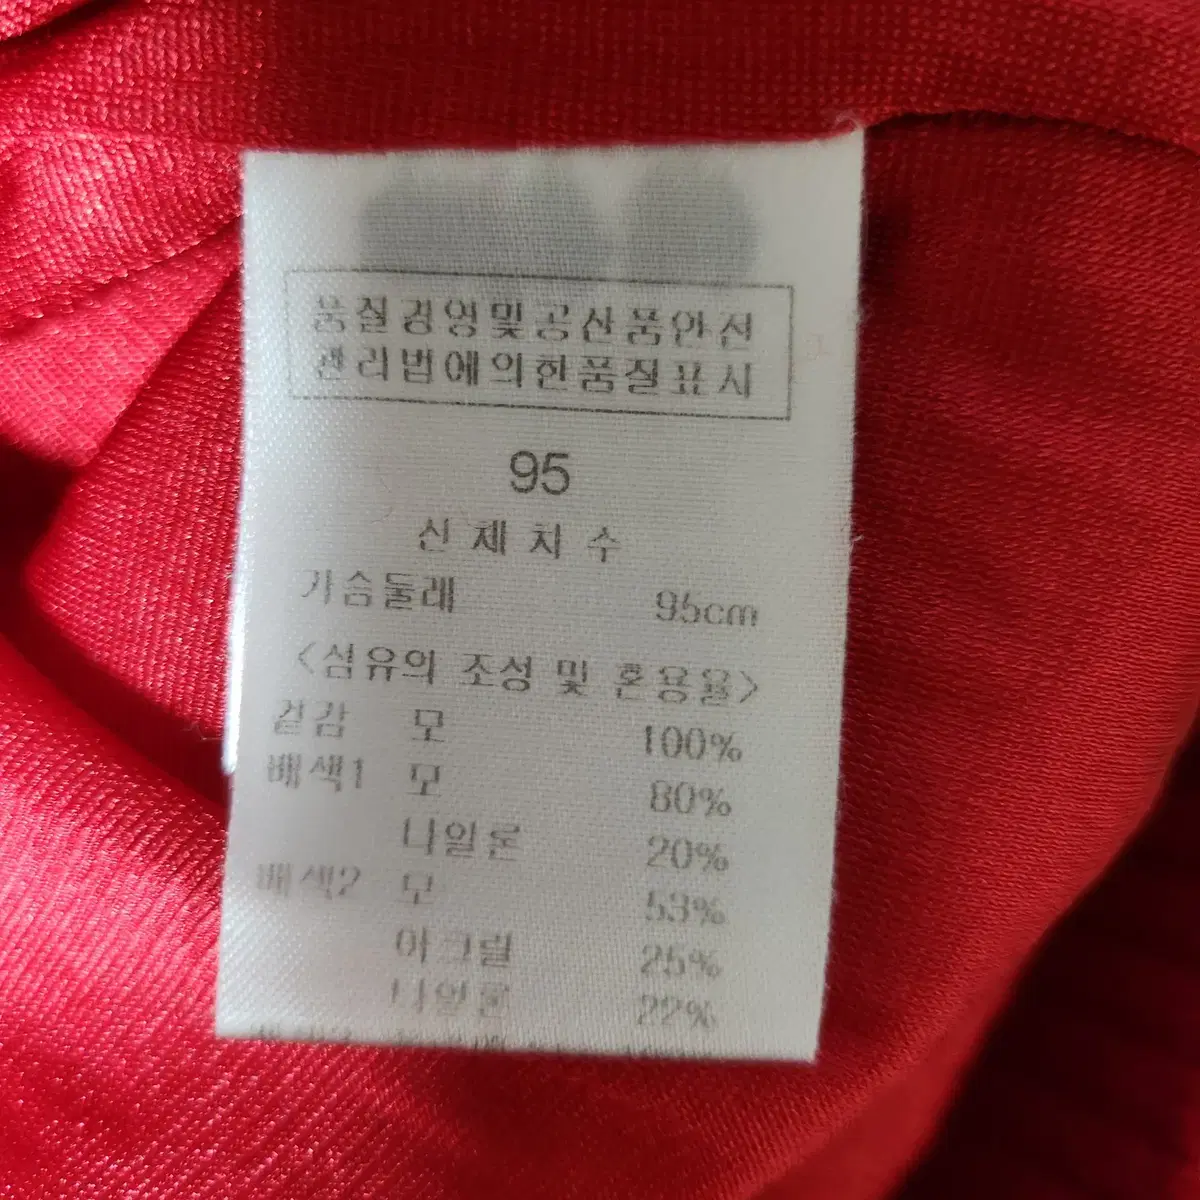 품질경영및공산품안전
관리법에의한품질표시
95
신체치수
가슴둘레 95cm
<섬유의 조성 및 혼용율>
겉감 모 100%
배색1 모 80%
나일론 20%
배색2 모 53%
아크릴 25%
나일론 22%